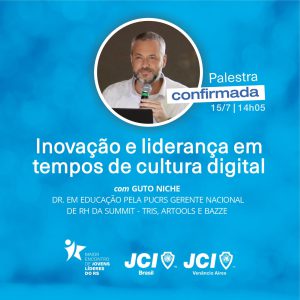 Palestra
confirmada
15/7 | 14h05
Inovação e liderança em
tempos de cultura digital
com GUTO NICHE
DR. EM EDUCAÇÃO PELA PUCRS GERENTE NACIONAL
DE RH DA SUMMIT - TRIS, ARTOOLS E BAZZE
MAIOR
ENCONTRO
DE JOVENS
LÍDERES
DO RS
JCI
Brasil
JCI
Venâncio Aires